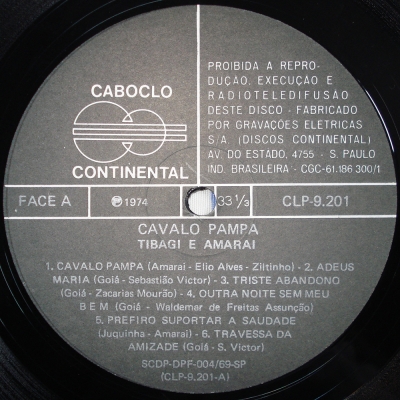 CABOCLO
CONTINENTAL
PROIBIDA A REPRO-
DUÇÃO, EXECUÇÃO E
RADIOTELEDIFUSÃO
DESTE DISCO - FABRICADO
POR GRAVAÇÕES ELETRICAS
S/A. (DISCOS CONTINENTAL)
AV: DO ESTADO, 4755 - S. PAULO
IND. BRASILEIRA - CGC-61.186.300/1
FACE A
℗ 1974
33 1/3
CLP-9.201
CAVALO PAMPA
TIBAGI E AMARAI
1. CAVALO PAMPA (Amarai - Elio Alves - Ziltinho) - 2. ADEUS
MARIA (Goiá - Sebastião Victor) - 3. TRISTE ABANDONO
(Goiá - Zacarias Mourão) - 4. OUTRA NOITE SEM MEU
BEM (Goiá - Waldemar de Freitas Assunção)
5. PREFIRO SUPORTAR A SAUDADE
(Juquinha - Amarai) - 6. TRAVESSA DA
AMIZADE (Goiá - S. Victor)
SCDP-DPF-004/69-SP
(CLP-9.201-A)